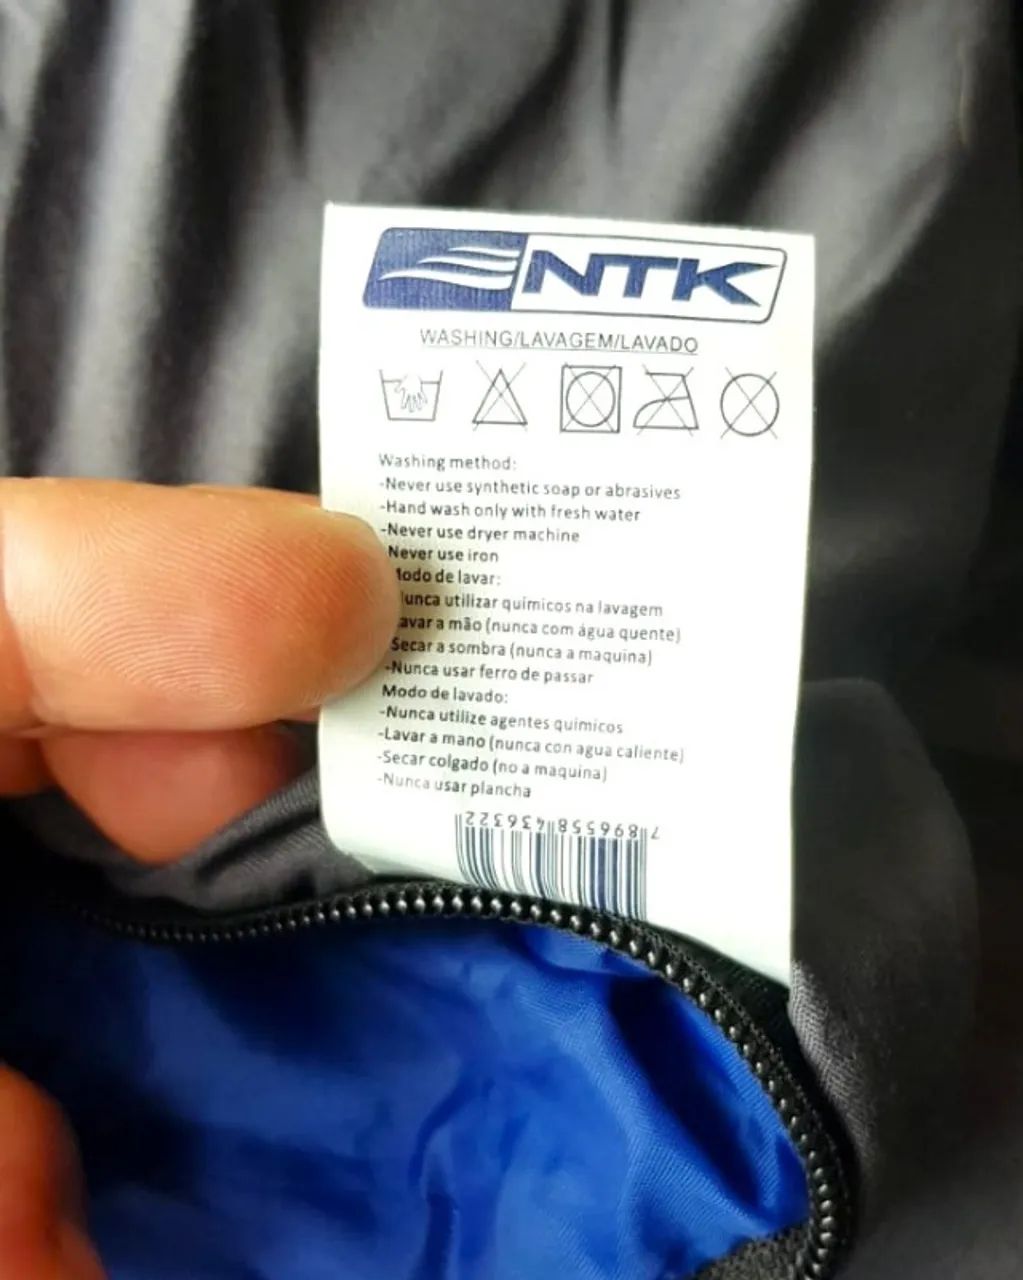 NTK
WASHING/LAVAGEM/LAVADO
Washing method:
-Never use synthetic soap or abrasives
-Hand wash only with fresh water
-Never use dryer machine
Never use iron
Modo de lavar:
Nunca utilizar químicos na lavagem
Lavar a mão (nunca com água quente)
Secar a sombra (nunca a maquina)
-Nunca usar ferro de passar
Modo de lavado:
-Nunca utilize agentes químicos
-Lavar a mano (nunca con agua caliente)
-Secar colgado (no a maquina)
-Nunca usar plancha
7 896558 436322